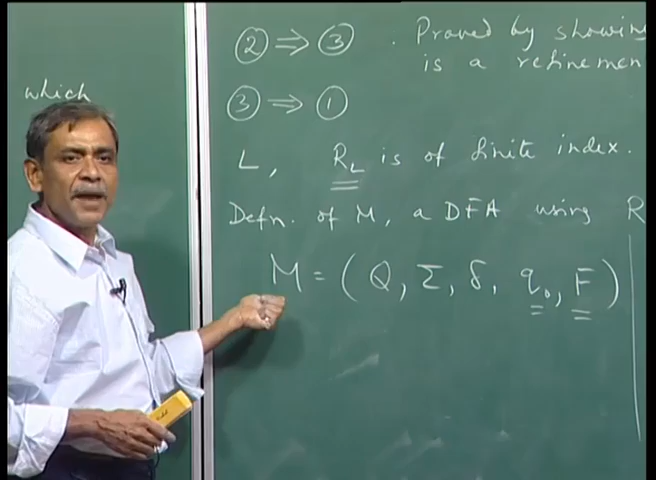 which
② ⇒ ③ . Proved by showing
is a refinemen
③ ⇒ ①
L, R_L is of finite index.
Defn. of M, a DFA using R
M = (Q, Σ, δ, q₀, F)